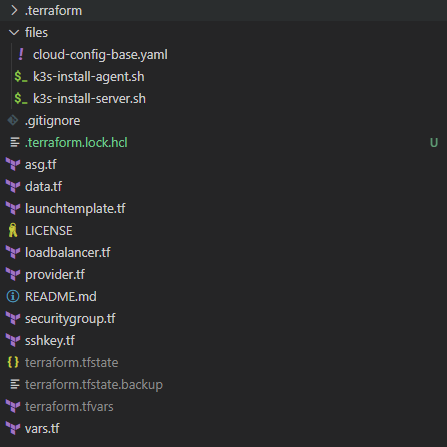 .terraform
files
cloud-config-base.yaml
k3s-install-agent.sh
k3s-install-server.sh
.gitignore
.terraform.lock.hcl U
asg.tf
data.tf
launchtemplate.tf
LICENSE
loadbalancer.tf
provider.tf
README.md
securitygroup.tf
sshkey.tf
terraform.tfstate
terraform.tfstate.backup
terraform.tfvars
vars.tf